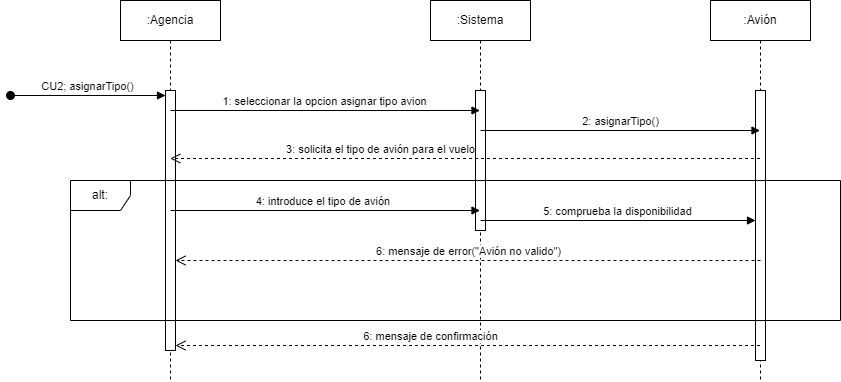 :Agencia
:Sistema
:Avión
CU2; asignarTipo()
1: seleccionar la opcion asignar tipo avion
2: asignarTipo()
3: solicita el tipo de avión para el vuelo
alt:
4: introduce el tipo de avión
5: comprueba la disponibilidad
6: mensaje de error("Avión no valido")
6: mensaje de confirmación